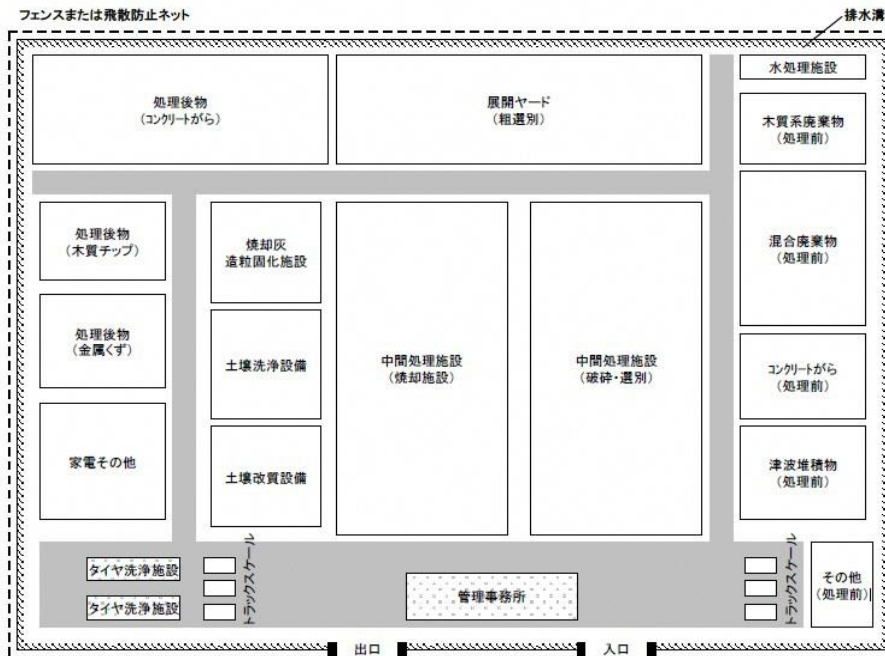 フェンスまたは飛散防止ネット
排水溝
処理後物
(コンクリートがら)
展開ヤード
(粗選別)
水処理施設
木質系廃棄物
(処理前)
処理後物
(木質チップ)
焼却灰
造粒固化施設
混合廃棄物
(処理前)
処理後物
(金属くず)
土壌洗浄設備
中間処理施設
(焼却施設)
中間処理施設
(破砕・選別)
コンクリートがら
(処理前)
家電その他
土壌改質設備
津波堆積物
(処理前)
タイヤ洗浄施設
タイヤ洗浄施設
トラックスケール
管理事務所
トラックスケール
その他
(処理前)
出口
入口